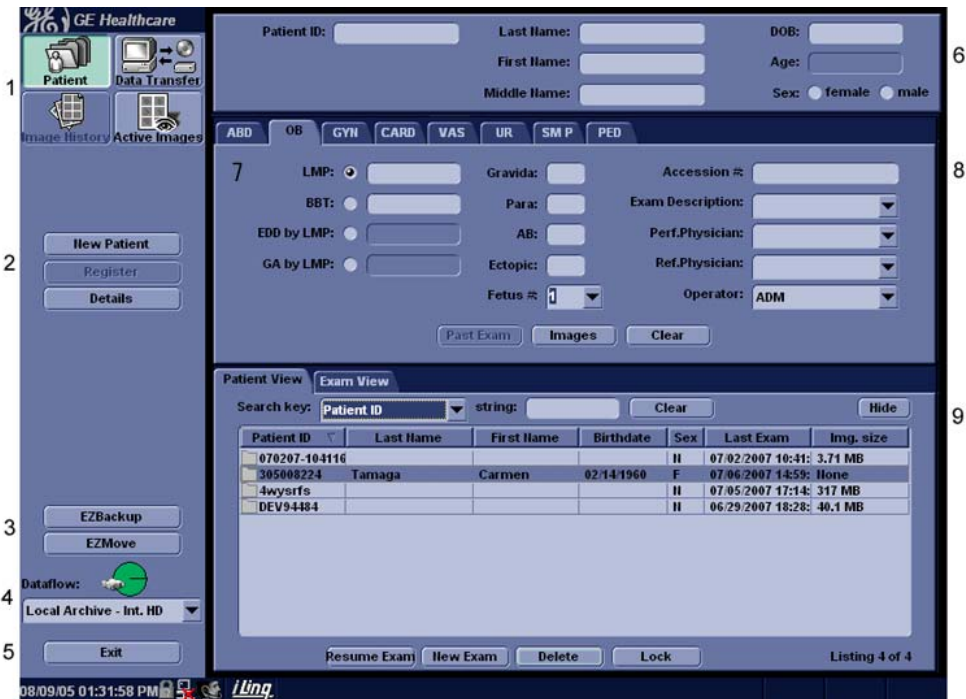 GE Healthcare
Patient
Data Transfer
Image History
Active Images
1
New Patient
2
Register
Details
EZBackup
3
EZMove
Dataflow:
4
Local Archive - Int. HD
5
Exit
08/09/05 01:31:58 PM
iLinq
Patient ID:
Last Name:
DOB:
First Name:
Age:
6
Middle Name:
Sex: female male
ABD OB GYN CARD VAS UR SM P PED
7
8
LMP: Gravida: Accession #:
BBT: Para: Exam Description:
EDD by LMP: AB: Perf.Physician:
GA by LMP: Ectopic: Ref.Physician:
Fetus #: 1 Operator: ADM
Past Exam Images Clear
Patient View Exam View
Search key: Patient ID string: Clear Hide
9
Patient ID Last Name First Name Birthdate Sex Last Exam Img. size
070207-104116 N 07/02/2007 10:41: 3.71 MB
305008224 Tamaga Carmen 02/14/1960 F 07/06/2007 14:59: None
4wysrfs N 07/05/2007 17:14: 317 MB
DEV94484 N 06/29/2007 18:28: 40.1 MB
Resume Exam New Exam Delete Lock Listing 4 of 4